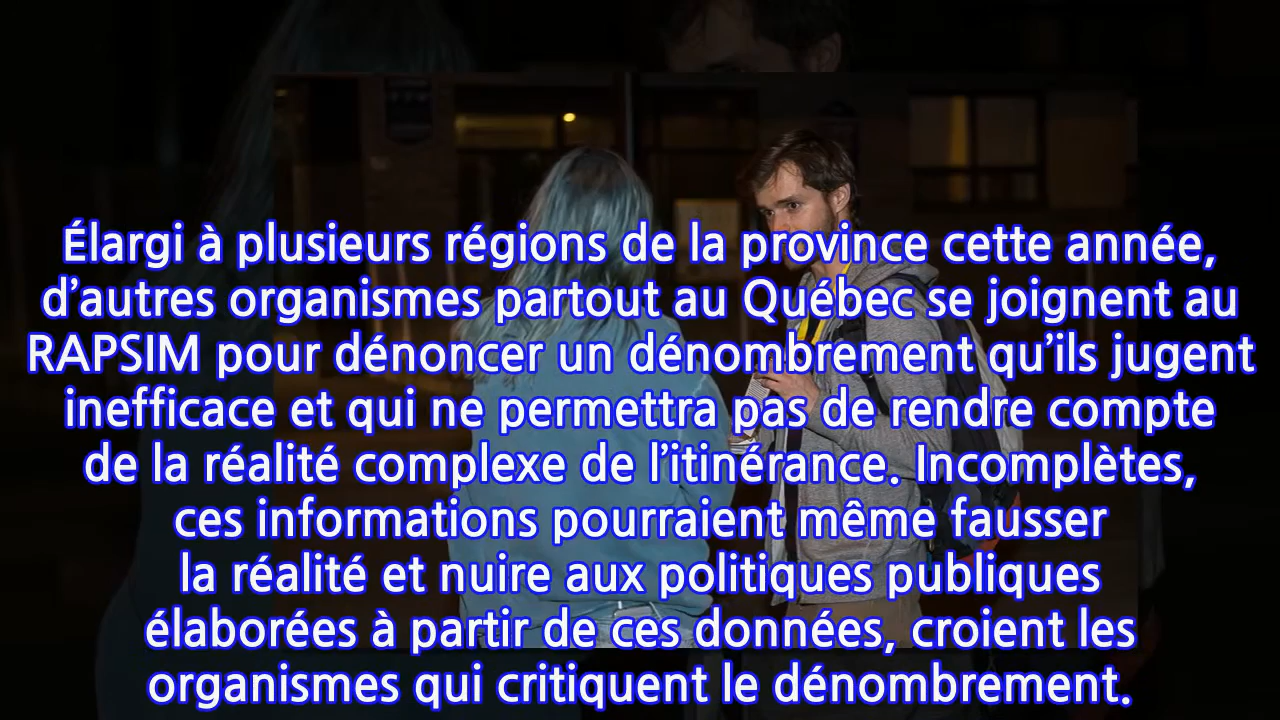 Élargi à plusieurs régions de la province cette année,
d’autres organismes partout au Québec se joignent au
RAPSIM pour dénoncer un dénombrement qu’ils jugent
inefficace et qui ne permettra pas de rendre compte
de la réalité complexe de l’itinérance. Incomplètes,
ces informations pourraient même fausser
la réalité et nuire aux politiques publiques
élaborées à partir de ces données, croient les
organismes qui critiquent le dénombrement.